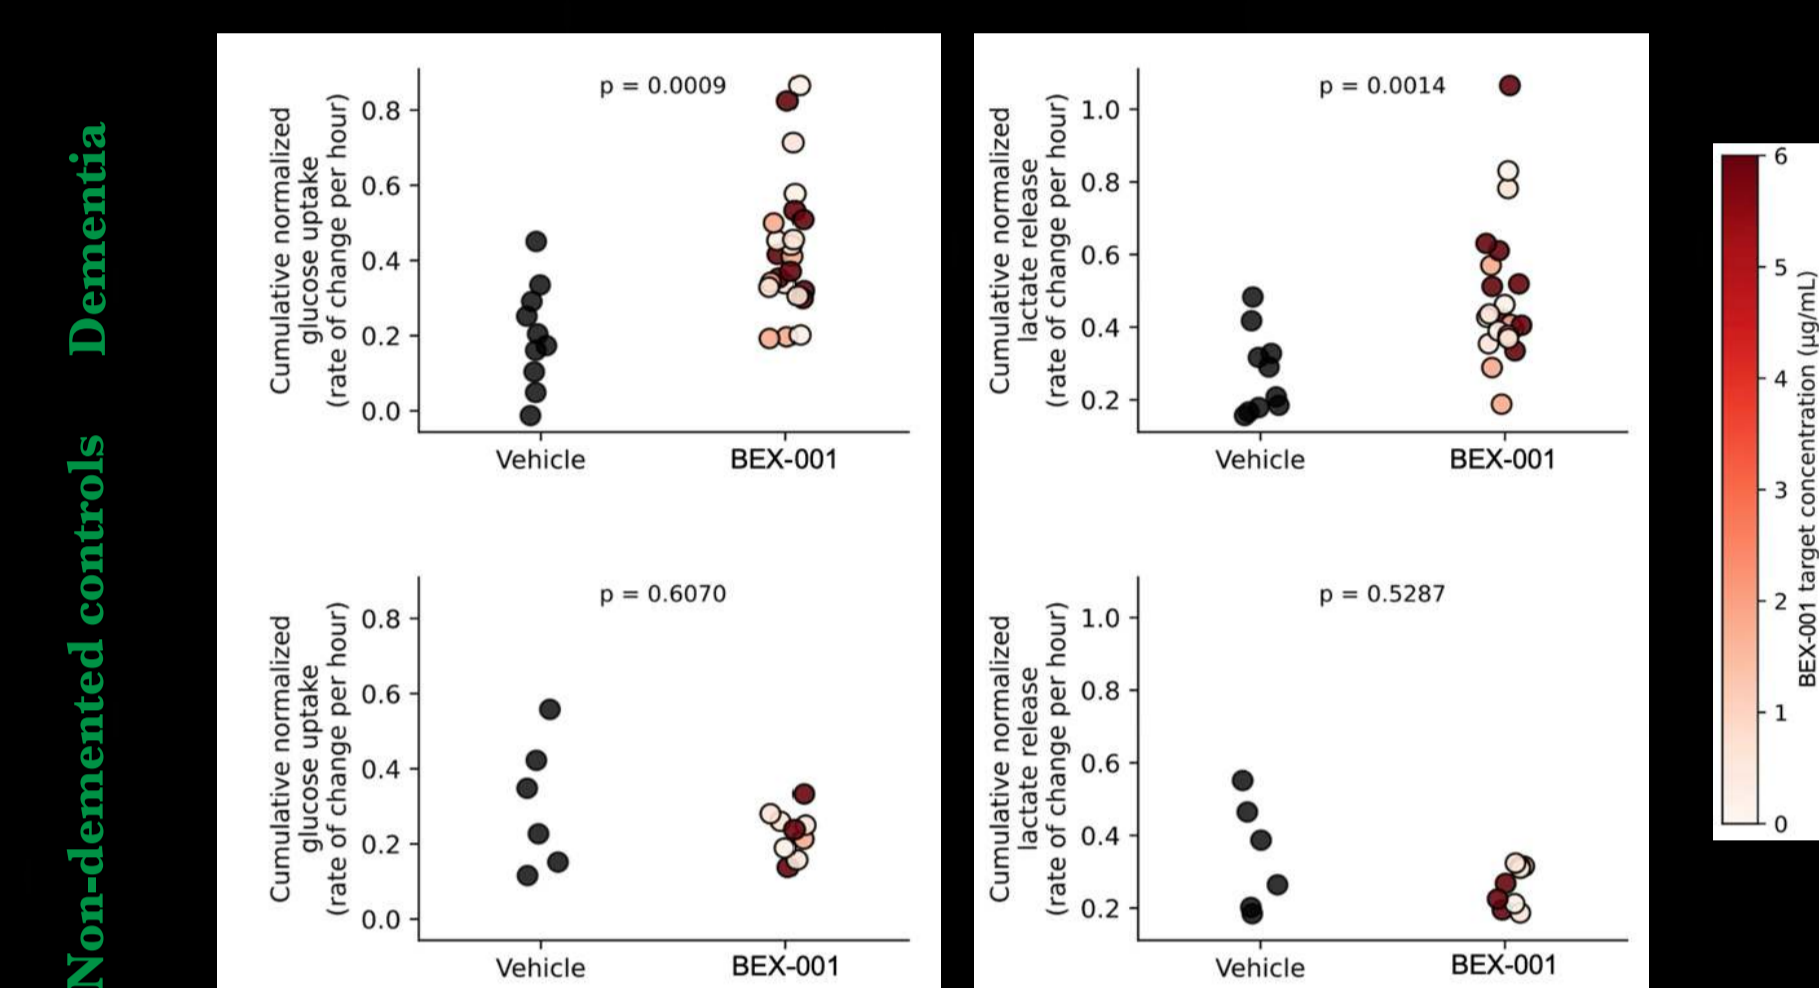 Dementia
Non-demented controls
Cumulative normalized
glucose uptake
(rate of change per hour)
0.8
0.6
0.4
0.2
0.0
p = 0.0009
Vehicle
BEX-001
Cumulative normalized
lactate release
(rate of change per hour)
1.0
0.8
0.6
0.4
0.2
p = 0.0014
Vehicle
BEX-001
Cumulative normalized
glucose uptake
(rate of change per hour)
0.8
0.6
0.4
0.2
0.0
p = 0.6070
Vehicle
BEX-001
Cumulative normalized
lactate release
(rate of change per hour)
1.0
0.8
0.6
0.4
0.2
p = 0.5287
Vehicle
BEX-001
6
5
4
3
2
1
0
BEX-001 target concentration (µg/mL)